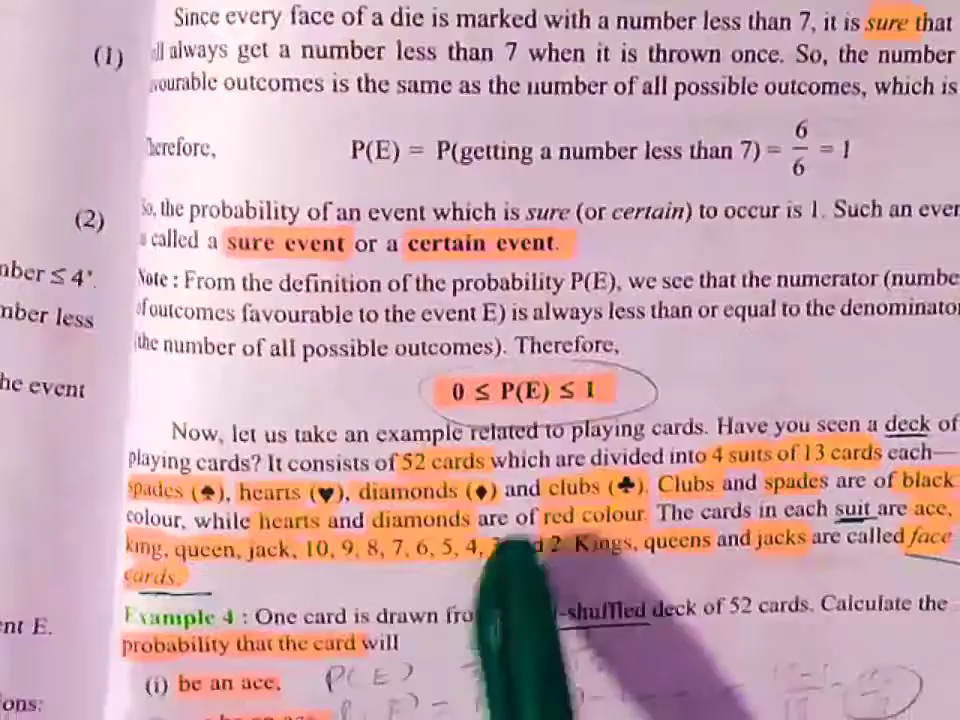 Since every face of a die is marked with a number less than 7, it is sure that
(1) always get a number less than 7 when it is thrown once. So, the number
outcomes is the same as the number of all possible outcomes, which is
P(E) = P(getting a number less than 7) = 6/6 = 1
(2) the probability of an event which is sure (or certain) to occur is 1. Such an
called a sure event or a certain event.
≤ 4'.
Note : From the definition of the probability P(E), we see that the numerator
of outcomes favourable to the event E) is always less than or equal to the
less
the number of all possible outcomes). Therefore,
event
0 ≤ P(E) ≤ 1
Now, let us take an example related to playing cards. Have you seen a deck of
playing cards? It consists of 52 cards which are divided into 4 suits of 13 cards each—
spades (♠), hearts (♥), diamonds (♦) and clubs (♣). Clubs and spades are of black
colour, while hearts and diamonds are of red colour. The cards in each suit are ace,
king, queen, jack, 10, 9, 8, 7, 6, 5, 4, 2. Kings, queens and jacks are called face
cards.
Example 4 : One card is drawn -shuffled deck of 52 cards. Calculate the
E.
probability that the card will
(i) be an ace, P(E)